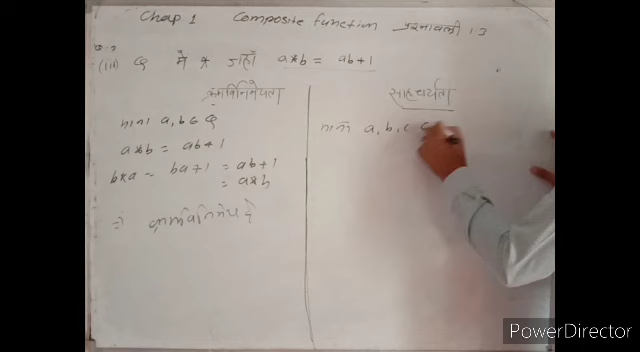 Chap 1 Composite function प्रश्नावली 1.3
(iii) Q में * जहाँ a*b = ab+1
क्रमविनिमेयता
माना a, b ∈ Q
a*b = ab+1
b*a = ba+1 = ab+1
= a*b
⇒ क्रमविनिमेय है
साहचर्यता
माना a, b, c ∈
PowerDirector